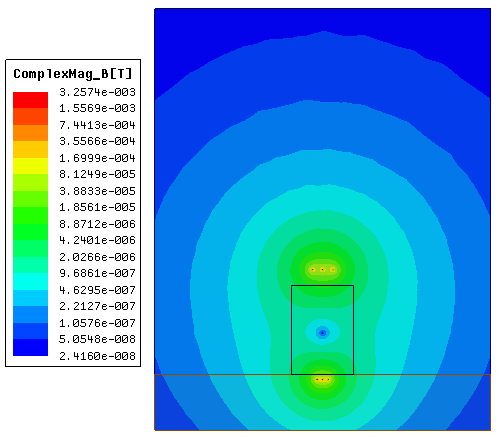 ComplexMag_B[T]
3.2574e-003
1.5569e-003
7.4413e-004
3.5566e-004
1.6999e-004
8.1249e-005
3.8833e-005
1.8561e-005
8.8712e-006
4.2401e-006
2.0266e-006
9.6861e-007
4.6295e-007
2.2127e-007
1.0576e-007
5.0548e-008
2.4160e-008